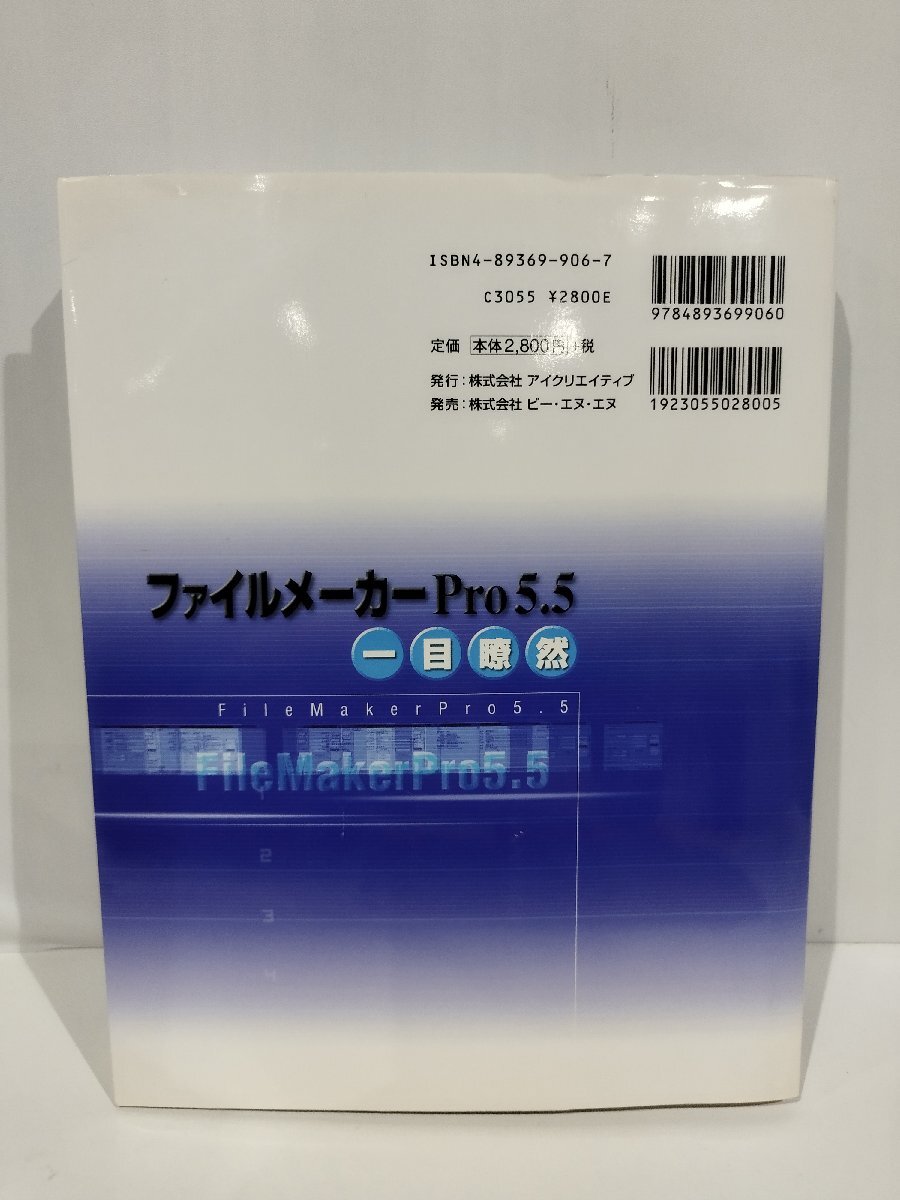 ISBN4-89369-906-7
C3055 ¥2800E
定価 本体2,800円+税
発行：株式会社 アイクリエイティブ
発売：株式会社 ビー・エヌ・エヌ
9784893699060
1923055028005
ファイルメーカーPro5.5
一目瞭然
FileMakerPro5.5
FileMakerPro5.5
2
3
4